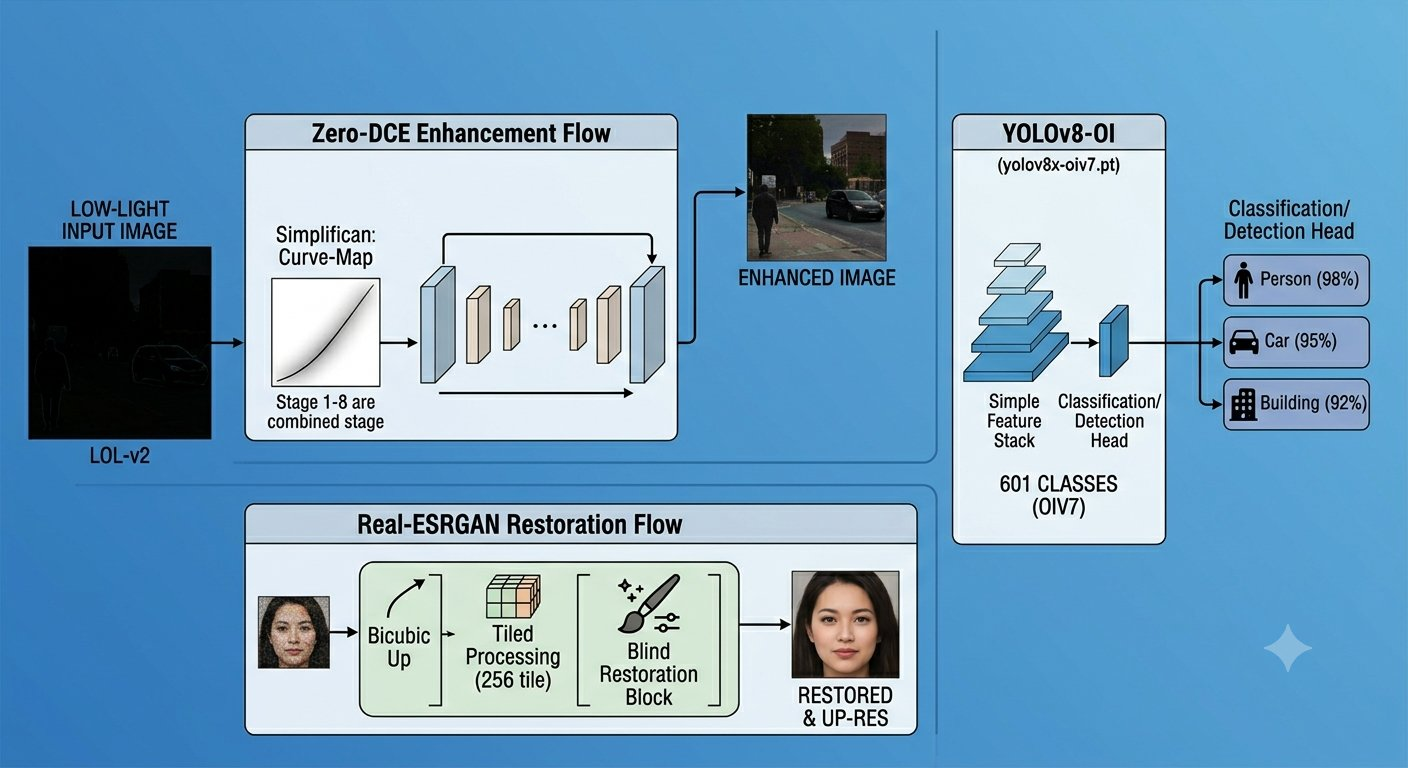 LOW-LIGHT
INPUT IMAGE
LOL-v2
Zero-DCE Enhancement Flow
Simplifican:
Curve-Map
Stage 1-8 are
combined stage
ENHANCED IMAGE
YOLOv8-OI
(yolov8x-oiv7.pt)
Simple
Feature
Stack
Classification/
Detection
Head
601 CLASSES
(OIV7)
Classification/
Detection Head
Person (98%)
Car (95%)
Building (92%)
Real-ESRGAN Restoration Flow
Bicubic
Up
Tiled
Processing
(256 tile)
Blind
Restoration
Block
RESTORED
& UP-RES